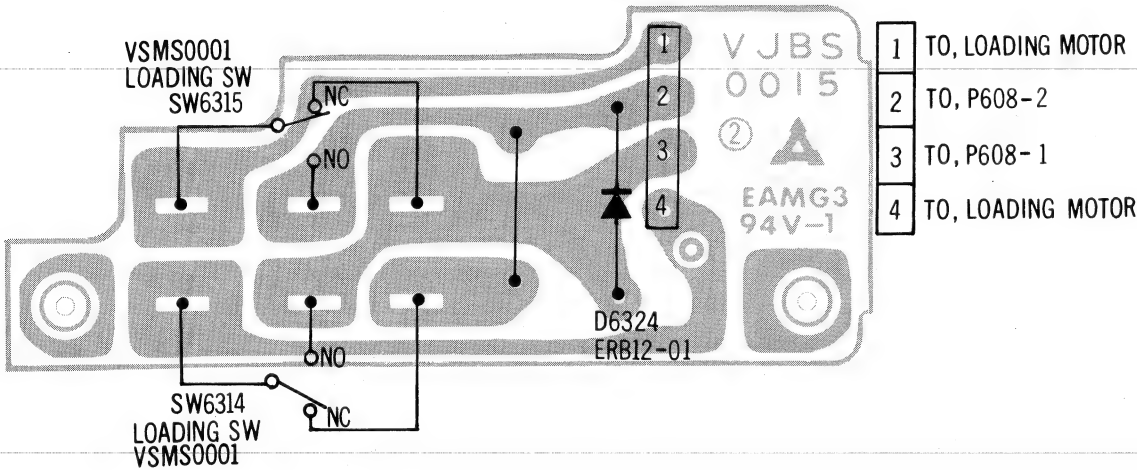 VSMS0001
LOADING SW
SW6315
NC
NO
1
2
3
4
VJBS
0015
2
EAMG3
94V-1
1 TO, LOADING MOTOR
2 TO, P608-2
3 TO, P608-1
4 TO, LOADING MOTOR
D6324
ERB12-01
NO
NC
SW6314
LOADING SW
VSMS0001